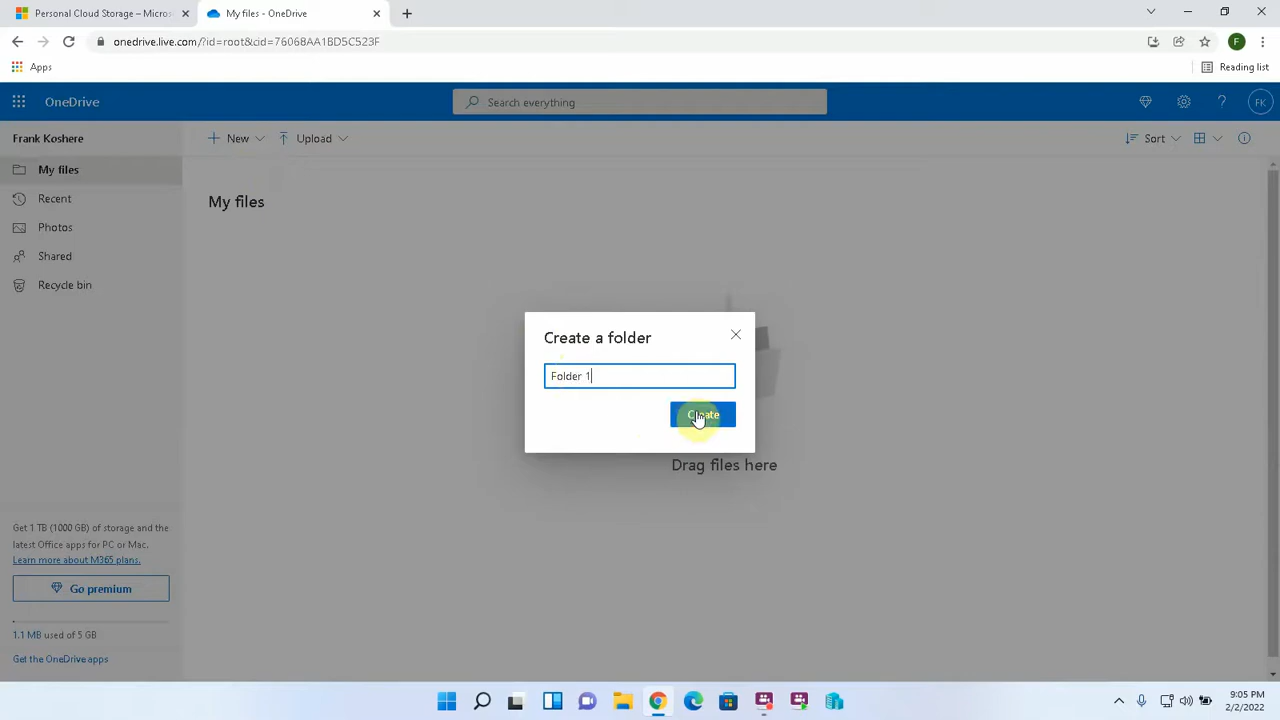 Personal Cloud Storage – Micros
My files - OneDrive
onedrive.live.com/?id=root&cid=76068AA1BD5C523F
F
Apps
Reading list
OneDrive
Search everything
FK
Frank Koshere
New
Upload
Sort
My files
Recent
Photos
Shared
Recycle bin
My files
Create a folder
Folder 1
Create
Drag files here
Get 1 TB (1000 GB) of storage and the
latest Office apps for PC or Mac.
Learn more about M365 plans.
Go premium
1.1 MB used of 5 GB
Get the OneDrive apps
9:05 PM
2/2/2022